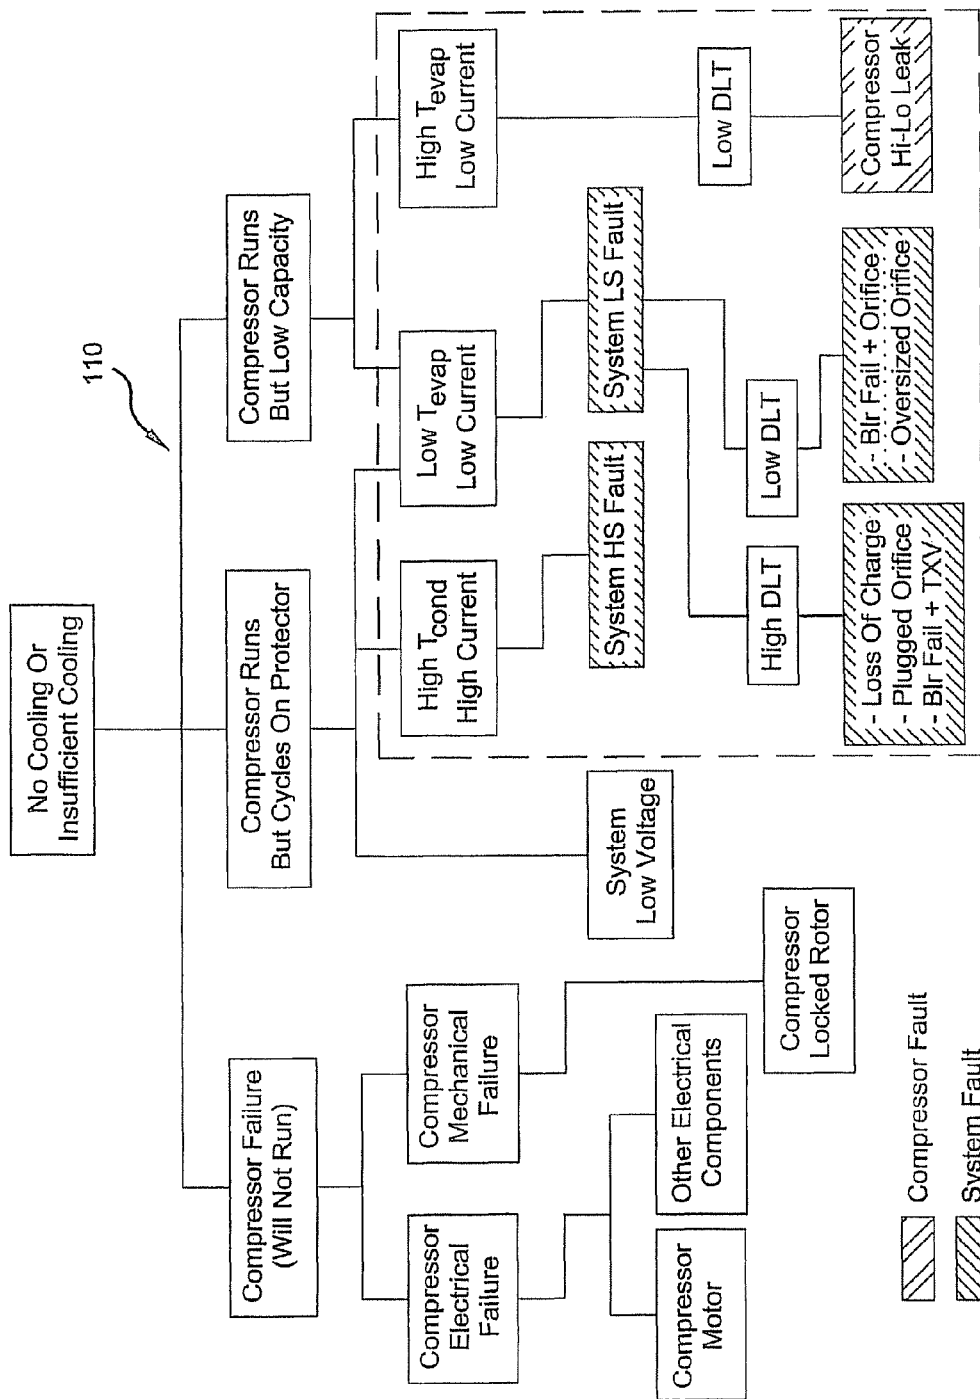 No Cooling Or
Insufficient Cooling
110
Compressor Failure
(Will Not Run)
Compressor Runs
But Cycles On Protector
Compressor Runs
But Low Capacity
Compressor
Electrical
Failure
Compressor
Mechanical
Failure
High Tcond
High Current
Low Tevap
Low Current
High Tevap
Low Current
System
Low Voltage
System HS Fault
System LS Fault
Compressor
Motor
Other Electrical
Components
Compressor
Locked Rotor
High DLT
Low DLT
Low DLT
- Loss Of Charge
- Plugged Orifice
- Blr Fail + TXV
- Blr Fail + Orifice
- Oversized Orifice
Compressor
Hi-Lo Leak
Compressor Fault
System Fault